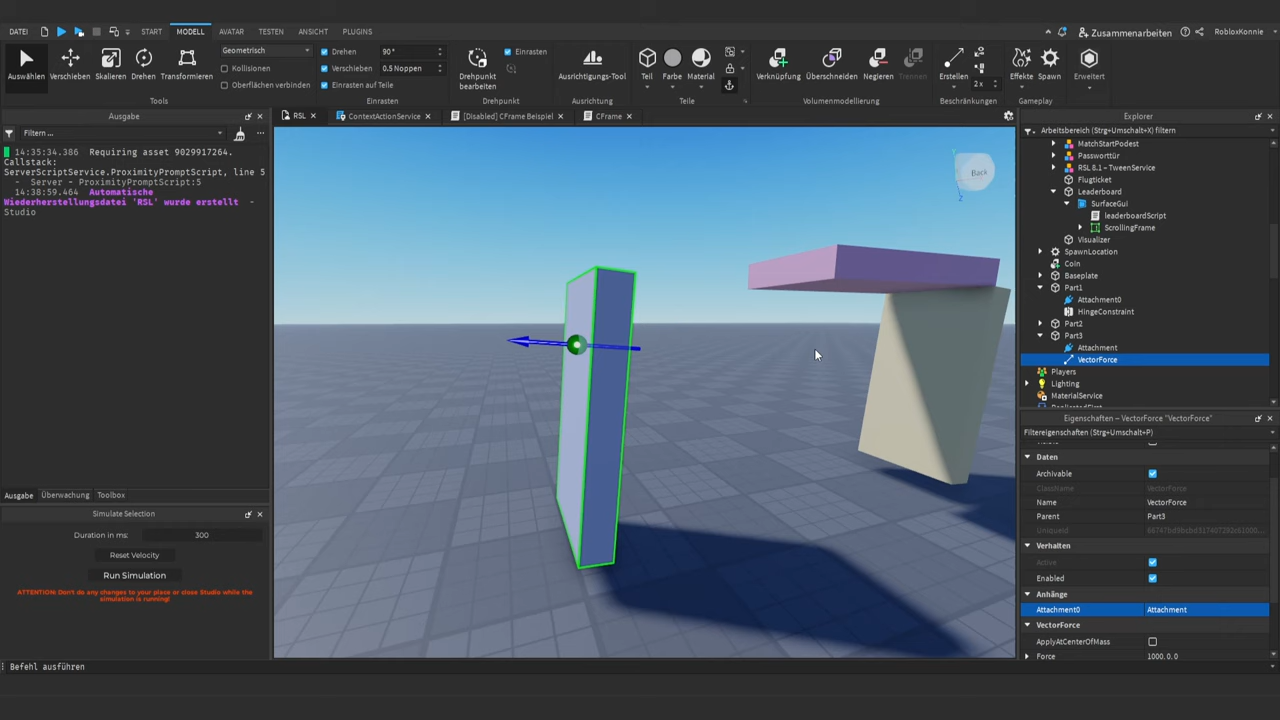 DATEI
START
MODELL
AVATAR
TESTEN
ANSICHT
PLUGINS
Zusammenarbeiten
RobloxKonnie
Auswählen
Verschieben
Skalieren
Drehen
Transformieren
Geometrisch
Kollisionen
Oberflächen verbinden
Tools
Drehen
90°
Verschieben
0.5 Noppen
Einrasten auf Teile
Einrasten
Drehpunkt
bearbeiten
Einrasten
Drehpunkt
Ausrichtungs-Tool
Ausrichtung
Teil
Farbe
Material
Teile
Verknüpfung
Überschneiden
Negieren
Trennen
Volumenmodellierung
Erstellen
2 x
Beschränkungen
Effekte
Spawn
Gameplay
Erweitert
Ausgabe
RSL
ContextActionService
[Disabled] CFrame Beispiel
CFrame
Explorer
Filtern ...
14:35:34.386 Requiring asset 9029917264.
Callstack:
ServerScriptService.ProximityPromptScript, line 5
- Server - ProximityPromptScript:5
14:38:59.464 Automatische
Wiederherstellungsdatei 'RSL' wurde erstellt -
Studio
Ausgabe
Überwachung
Toolbox
Simulate Selection
Duration in ms:
300
Reset Velocity
Run Simulation
ATTENTION: Don't do any changes to your place or close Studio while the
simulation is running!
Befehl ausführen
Back
Z
Arbeitsbereich (Strg+Umschalt+X) filtern
MatchStartPodest
Passworttür
RSL 8.1 - TweenService
Flugticket
Leaderboard
SurfaceGui
leaderboardScript
ScrollingFrame
Visualizer
SpawnLocation
Coin
Baseplate
Part1
Attachment0
HingeConstraint
Part2
Part3
Attachment
VectorForce
Players
Lighting
MaterialService
Eigenschaften – VectorForce "VectorForce"
Filtereigenschaften (Strg+Umschalt+P)
Daten
Archivable
ClassName
VectorForce
Name
VectorForce
Parent
Part3
UniqueId
Verhalten
Active
Enabled
Anhänge
Attachment0
Attachment
VectorForce
ApplyAtCenterOfMass
Force
1000, 0, 0